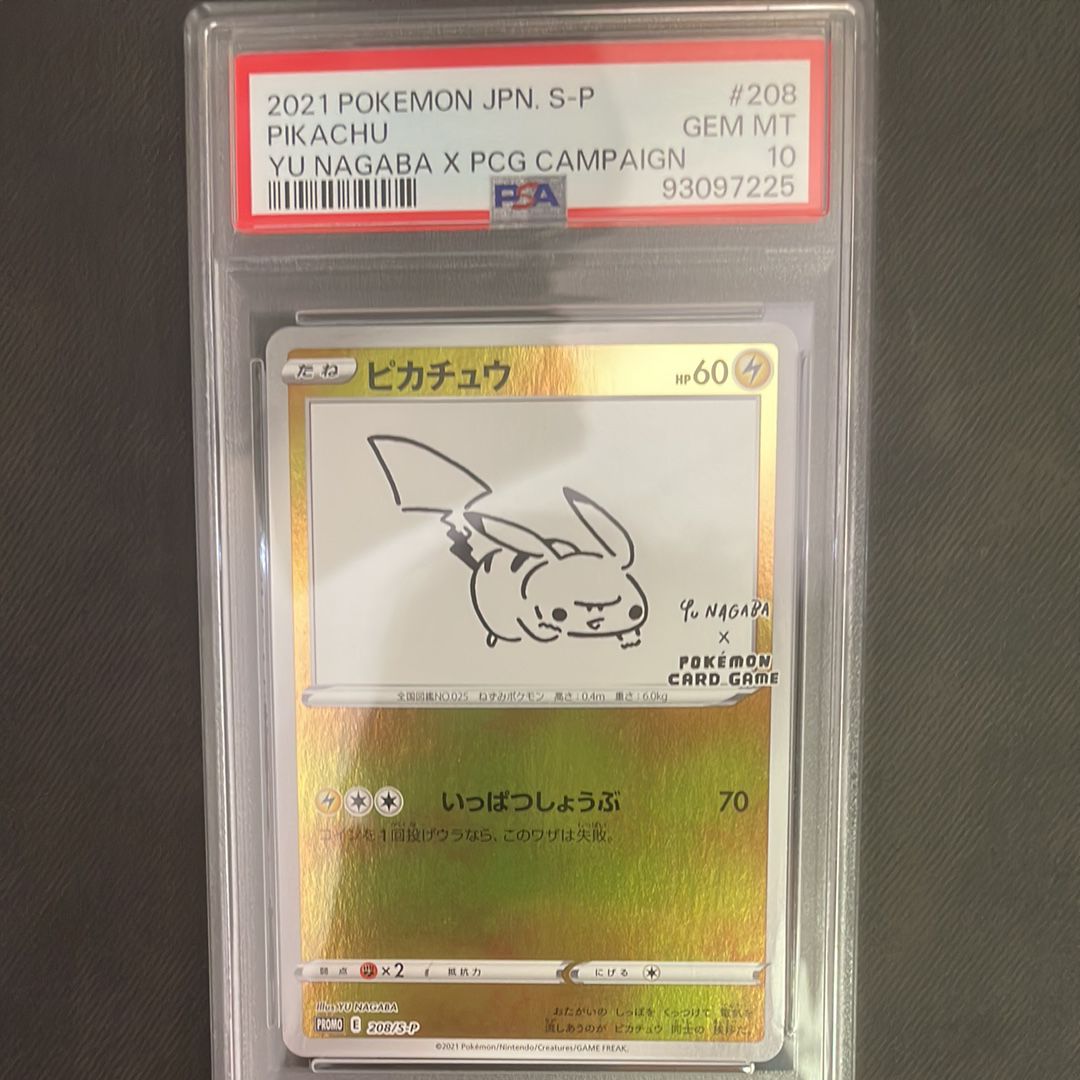 2021 POKEMON JPN. S-P #208
PIKACHU GEM MT
YU NAGABA X PCG CAMPAIGN 10
93097225
PSA
たね ピカチュウ HP60
Yu NAGABA
×
POKÉMON
CARD GAME
全国図鑑NO.025 ねずみポケモン 高さ:0.4m 重さ:6.0kg
いっぱつしょうぶ 70
コインを1回投げウラなら、このワザは失敗。
弱点 ×2 抵抗力 にげる
Illus. YU NAGABA
PROMO E 208/S-P
おたがいの しっぽを くっつけて 電気を
流しあうのが ピカチュウ 同士の 挨拶だ。
©2021 Pokémon/Nintendo/Creatures/GAME FREAK.